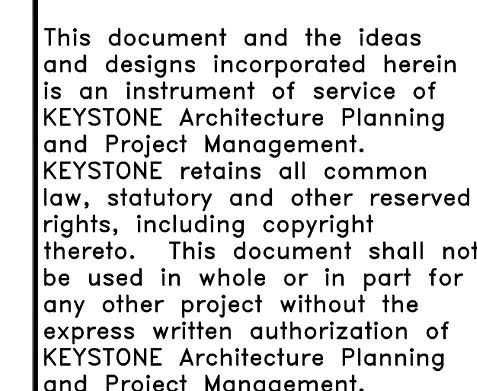 This document and the ideas
and designs incorporated herein
is an instrument of service of
KEYSTONE Architecture Planning
and Project Management.
KEYSTONE retains all common
law, statutory and other reserved
rights, including copyright
thereto.  This document shall not
be used in whole or in part for
any other project without the
express written authorization of
KEYSTONE Architecture Planning
and Project Management.